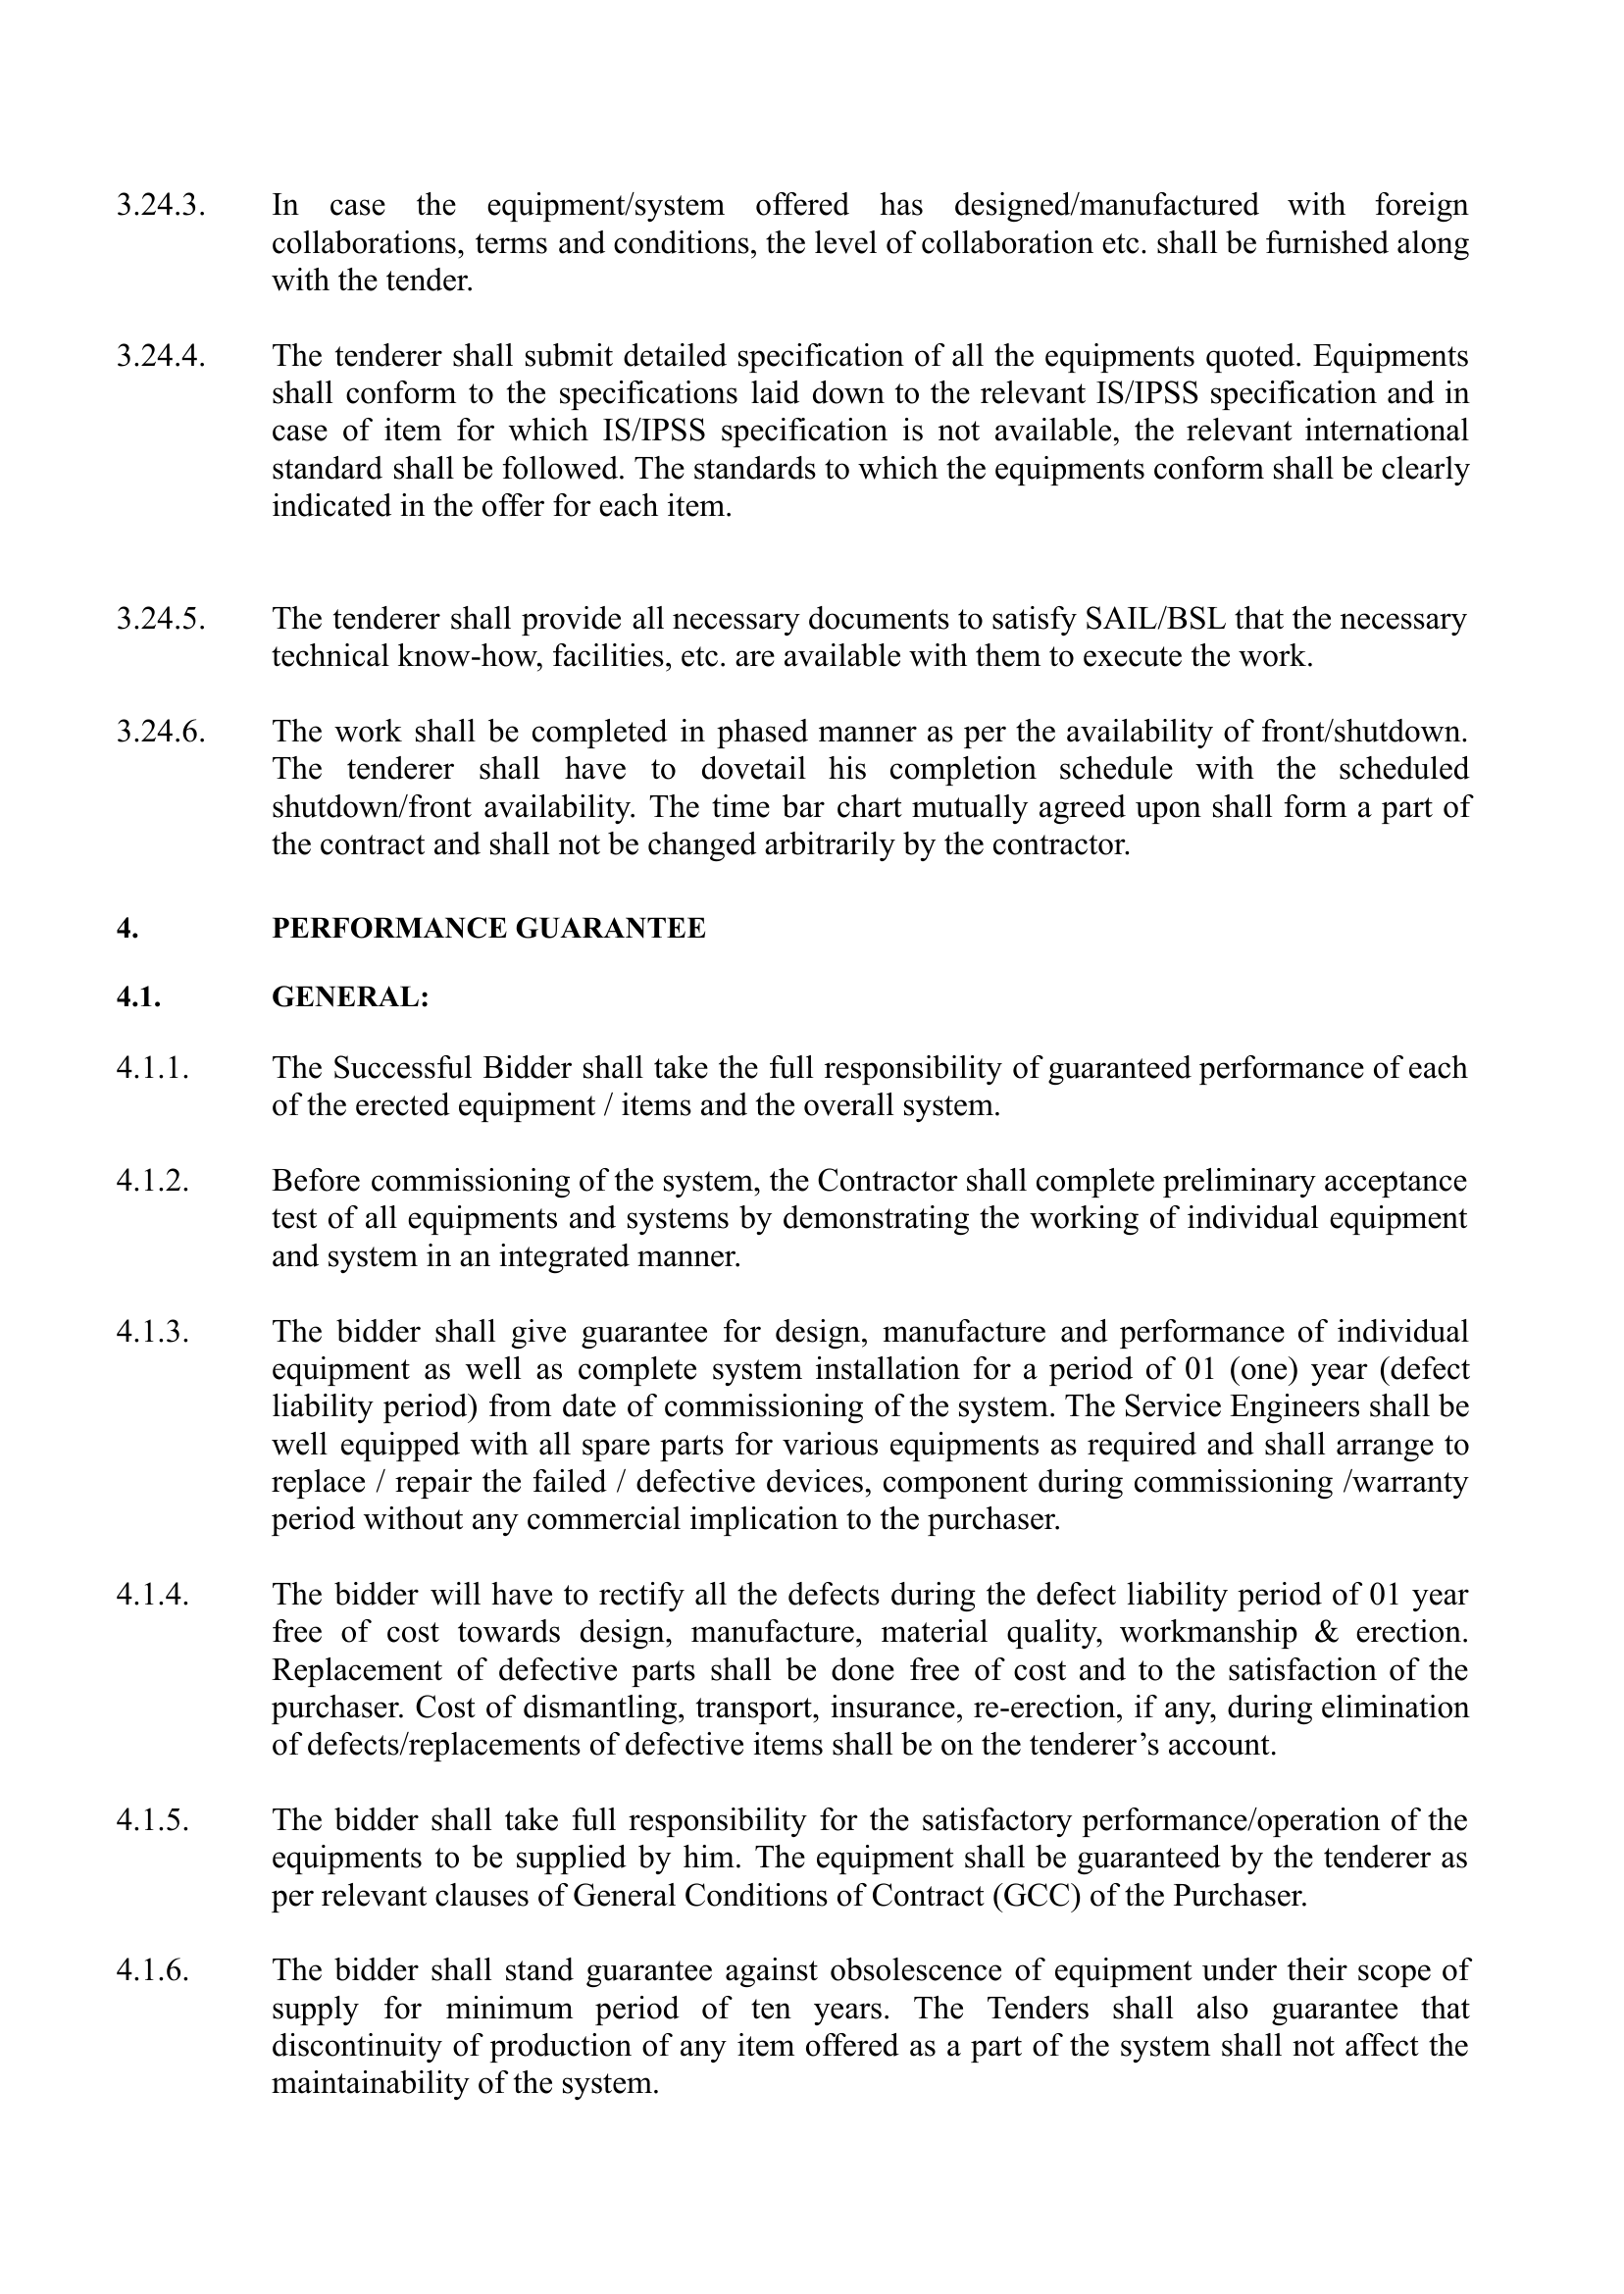 3.24.3. In case the equipment/system offered has designed/manufactured with foreign
collaborations, terms and conditions, the level of collaboration etc. shall be furnished along
with the tender.
3.24.4. The tenderer shall submit detailed specification of all the equipments quoted. Equipments
shall conform to the specifications laid down to the relevant IS/IPSS specification and in
case of item for which IS/IPSS specification is not available, the relevant international
standard shall be followed. The standards to which the equipments conform shall be clearly
indicated in the offer for each item.
3.24.5. The tenderer shall provide all necessary documents to satisfy SAIL/BSL that the necessary
technical know-how, facilities, etc. are available with them to execute the work.
3.24.6. The work shall be completed in phased manner as per the availability of front/shutdown.
The tenderer shall have to dovetail his completion schedule with the scheduled
shutdown/front availability. The time bar chart mutually agreed upon shall form a part of
the contract and shall not be changed arbitrarily by the contractor.
4. PERFORMANCE GUARANTEE
4.1. GENERAL:
4.1.1. The Successful Bidder shall take the full responsibility of guaranteed performance of each
of the erected equipment / items and the overall system.
4.1.2. Before commissioning of the system, the Contractor shall complete preliminary acceptance
test of all equipments and systems by demonstrating the working of individual equipment
and system in an integrated manner.
4.1.3. The bidder shall give guarantee for design, manufacture and performance of individual
equipment as well as complete system installation for a period of 01 (one) year (defect
liability period) from date of commissioning of the system. The Service Engineers shall be
well equipped with all spare parts for various equipments as required and shall arrange to
replace / repair the failed / defective devices, component during commissioning /warranty
period without any commercial implication to the purchaser.
4.1.4. The bidder will have to rectify all the defects during the defect liability period of 01 year
free of cost towards design, manufacture, material quality, workmanship & erection.
Replacement of defective parts shall be done free of cost and to the satisfaction of the
purchaser. Cost of dismantling, transport, insurance, re-erection, if any, during elimination
of defects/replacements of defective items shall be on the tenderer’s account.
4.1.5. The bidder shall take full responsibility for the satisfactory performance/operation of the
equipments to be supplied by him. The equipment shall be guaranteed by the tenderer as
per relevant clauses of General Conditions of Contract (GCC) of the Purchaser.
4.1.6. The bidder shall stand guarantee against obsolescence of equipment under their scope of
supply for minimum period of ten years. The Tenders shall also guarantee that
discontinuity of production of any item offered as a part of the system shall not affect the
maintainability of the system.